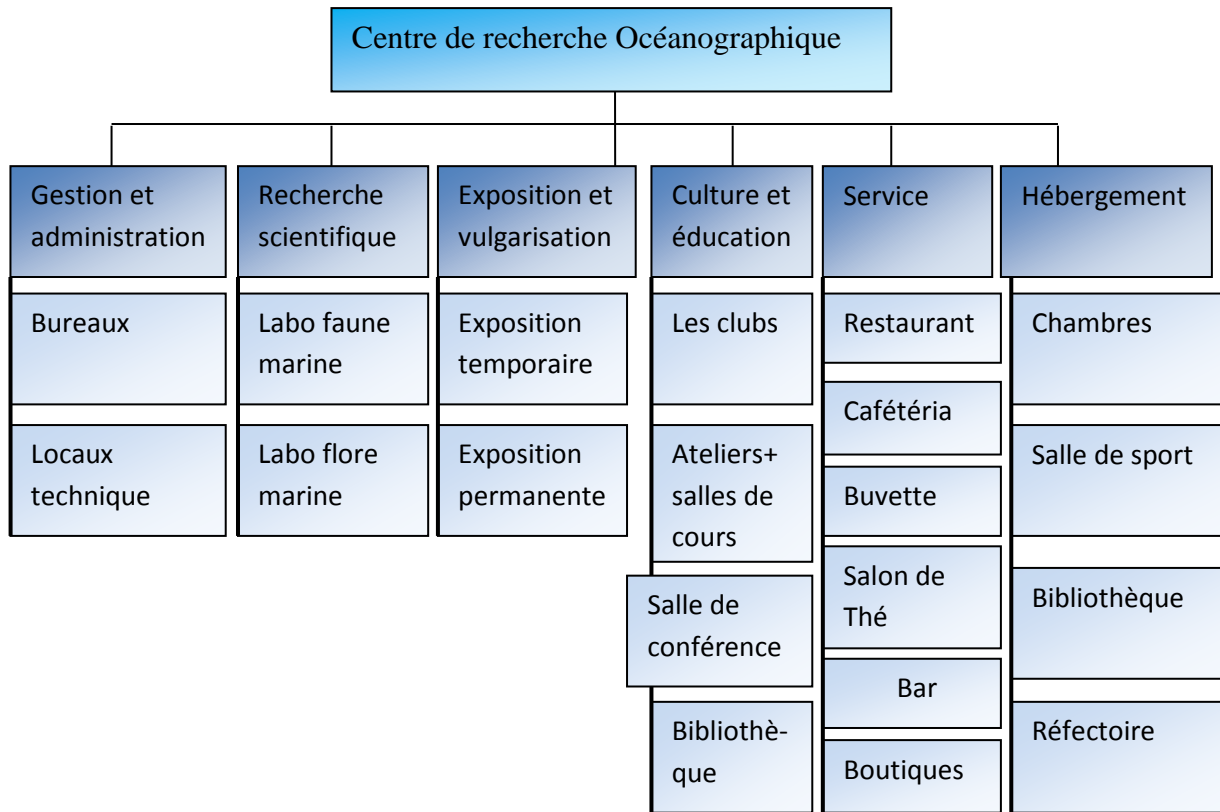 Centre de recherche Océanographique
Gestion et
administration
Bureaux
Locaux
technique
Recherche
scientifique
Labo faune
marine
Labo flore
marine
Exposition et
vulgarisation
Exposition
temporaire
Exposition
permanente
Culture et
éducation
Les clubs
Ateliers+
salles de
cours
Salle de
conférence
Bibliothè-
que
Service
Restaurant
Cafétéria
Buvette
Salon de
Thé
Bar
Boutiques
Hébergement
Chambres
Salle de sport
Bibliothèque
Réfectoire